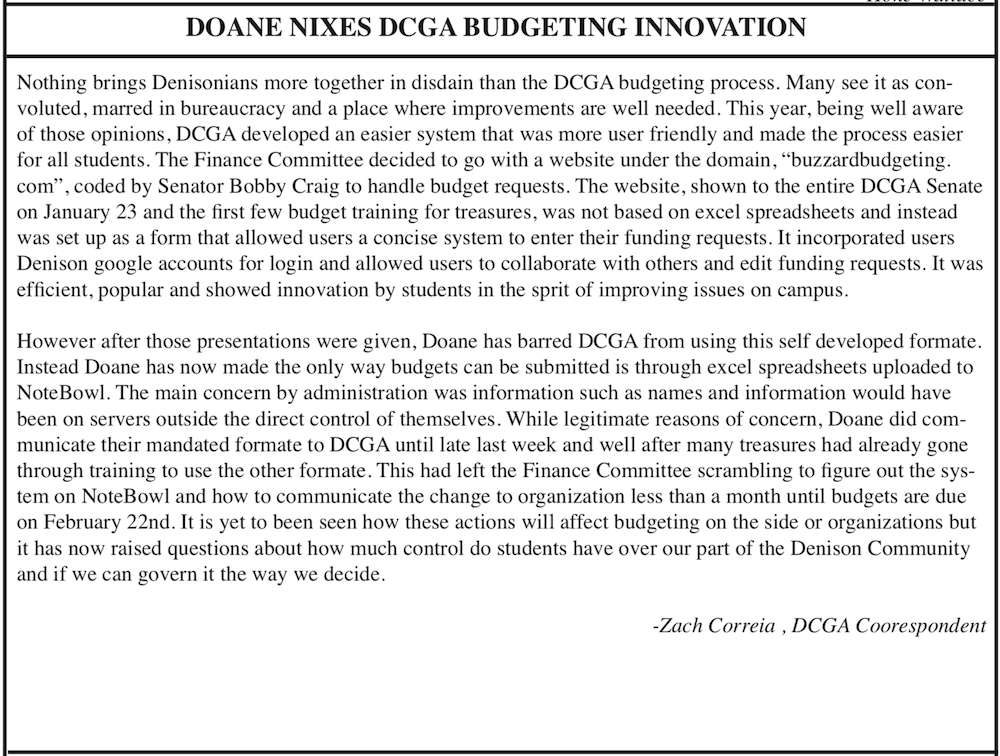 DOANE NIXES DCGA BUDGETING INNOVATION
Nothing brings Denisonians more together in disdain than the DCGA budgeting process. Many see it as con-
voluted, marred in bureaucracy and a place where improvements are well needed. This year, being well aware
of those opinions, DCGA developed an easier system that was more user friendly and made the process easier
for all students. The Finance Committee decided to go with a website under the domain, “buzzardbudgeting.
com”, coded by Senator Bobby Craig to handle budget requests. The website, shown to the entire DCGA Senate
on January 23 and the first few budget training for treasures, was not based on excel spreadsheets and instead
was set up as a form that allowed users a concise system to enter their funding requests. It incorporated users
Denison google accounts for login and allowed users to collaborate with others and edit funding requests. It was
efficient, popular and showed innovation by students in the sprit of improving issues on campus.
However after those presentations were given, Doane has barred DCGA from using this self developed formate.
Instead Doane has now made the only way budgets can be submitted is through excel spreadsheets uploaded to
NoteBowl. The main concern by administration was information such as names and information would have
been on servers outside the direct control of themselves. While legitimate reasons of concern, Doane did com-
municate their mandated formate to DCGA until late last week and well after many treasures had already gone
through training to use the other formate. This had left the Finance Committee scrambling to figure out the sys-
tem on NoteBowl and how to communicate the change to organization less than a month until budgets are due
on February 22nd. It is yet to been seen how these actions will affect budgeting on the side or organizations but
it has now raised questions about how much control do students have over our part of the Denison Community
and if we can govern it the way we decide.
-Zach Correia , DCGA Coorespondent